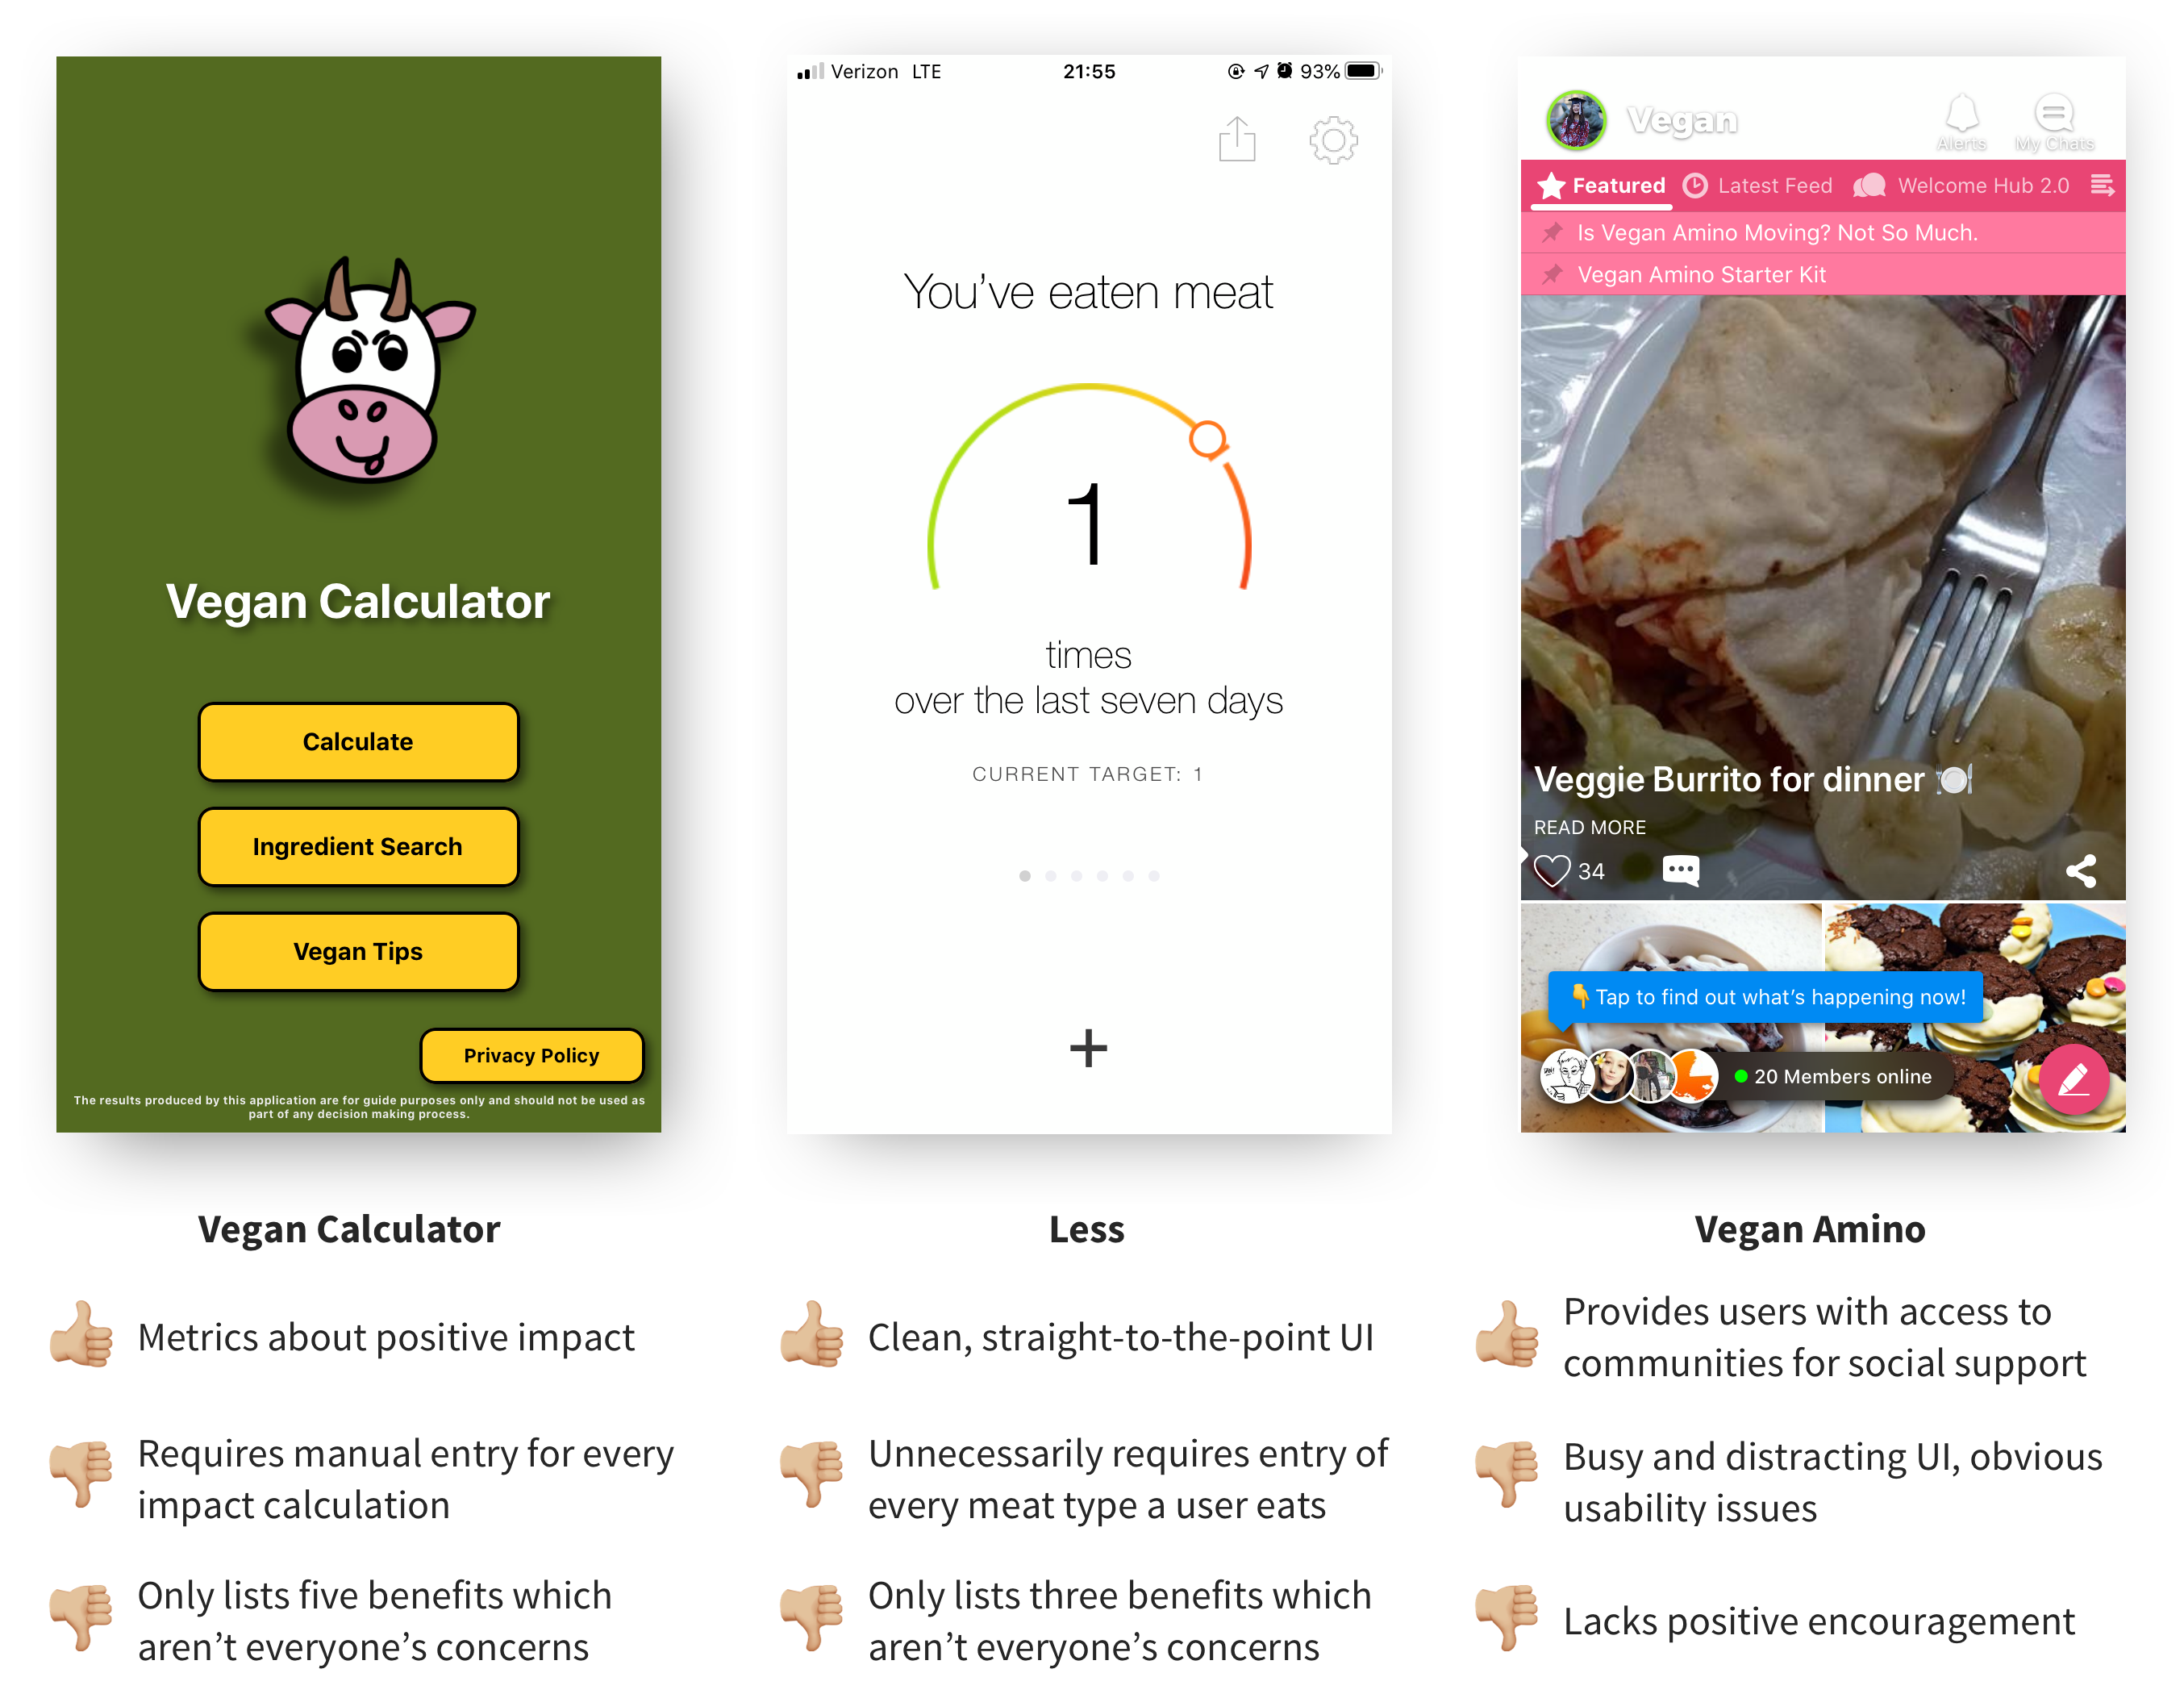 Vegan Calculator
Calculate
Ingredient Search
Vegan Tips
Privacy Policy
The results produced by this application are for guide purposes only and should not be used as
part of any decision making process.
Verizon LTE
21:55
93%
You’ve eaten meat
1
times
over the last seven days
CURRENT TARGET: 1
+
Vegan
Alerts
My Chats
Featured
Latest Feed
Welcome Hub 2.0
Is Vegan Amino Moving? Not So Much.
Vegan Amino Starter Kit
Veggie Burrito for dinner 🍽
READ MORE
34
👇Tap to find out what’s happening now!
20 Members online
Vegan Calculator
Metrics about positive impact
Requires manual entry for every
impact calculation
Only lists five benefits which
aren’t everyone’s concerns
Less
Clean, straight-to-the-point UI
Unnecessarily requires entry of
every meat type a user eats
Only lists three benefits which
aren’t everyone’s concerns
Vegan Amino
Provides users with access to
communities for social support
Busy and distracting UI, obvious
usability issues
Lacks positive encouragement